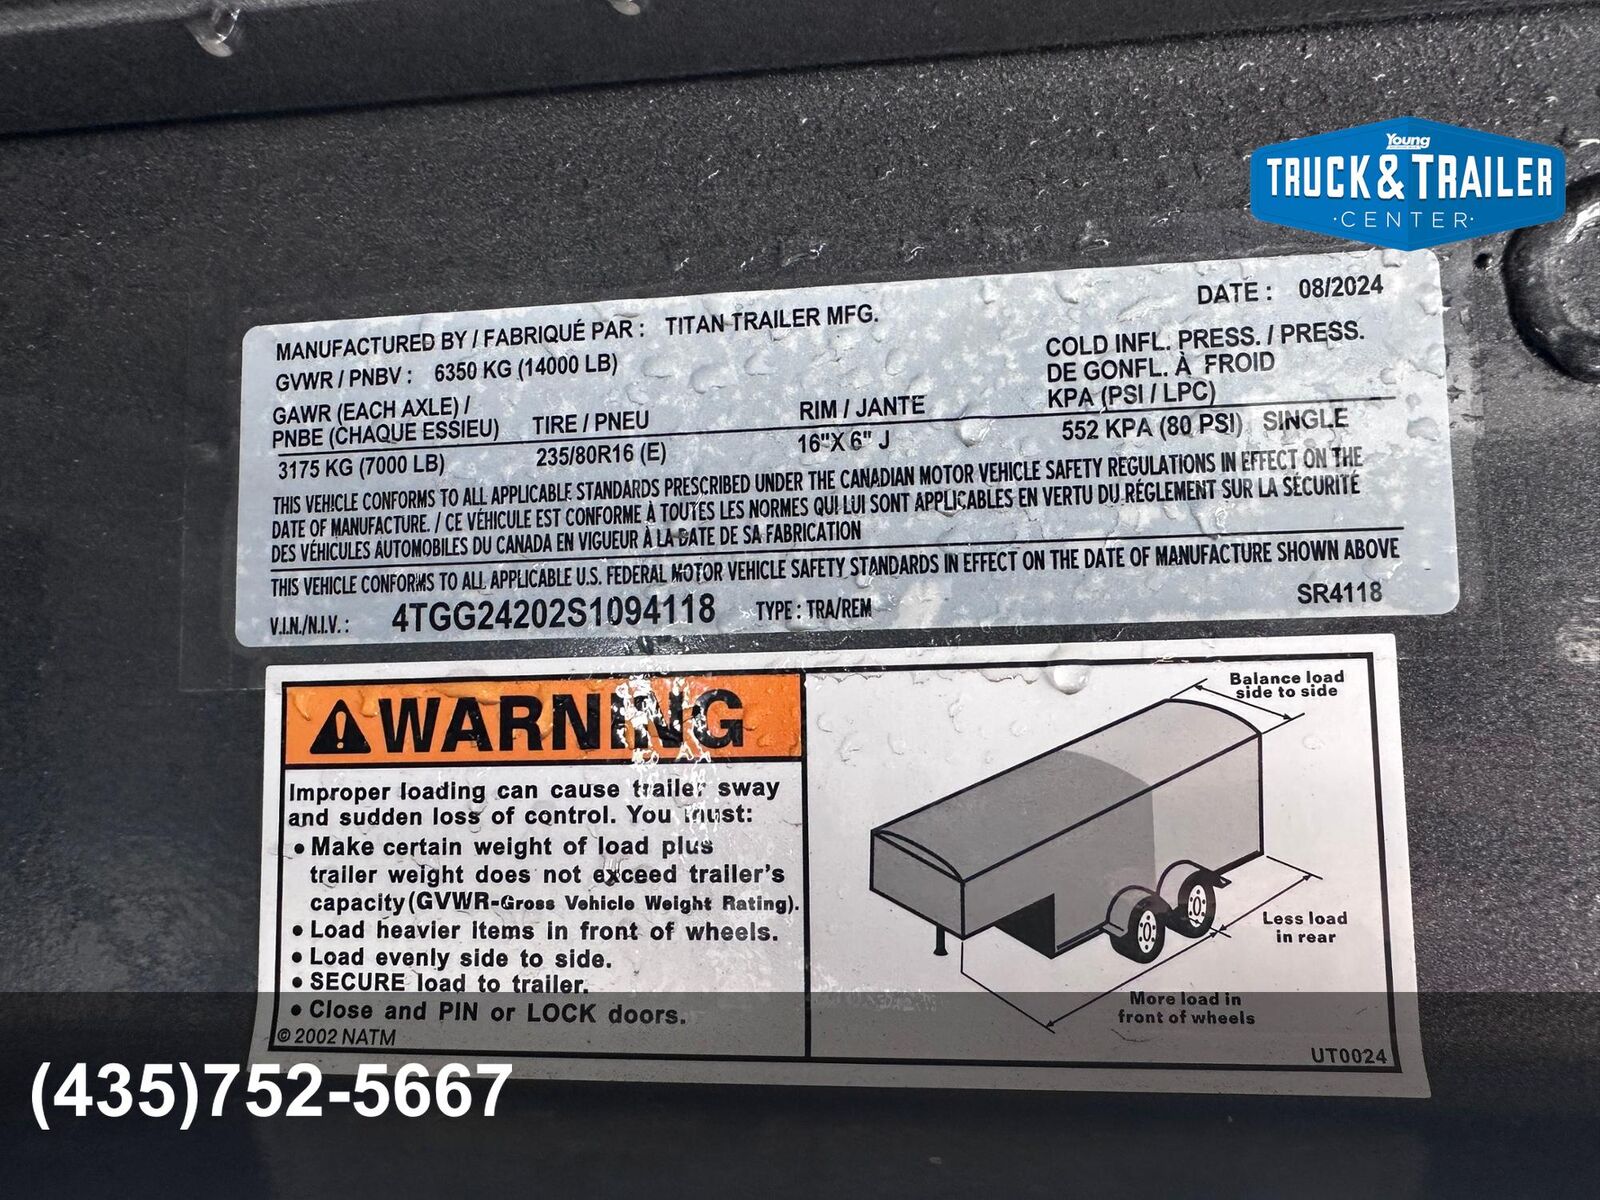 Young
TRUCK & TRAILER
·CENTER·
MANUFACTURED BY / FABRIQUÉ PAR : TITAN TRAILER MFG. DATE : 08/2024
GVWR / PNBV : 6350 KG (14000 LB)
COLD INFL. PRESS. / PRESS.
DE GONFL. À FROID
KPA (PSI / LPC)
GAWR (EACH AXLE) /
PNBE (CHAQUE ESSIEU) TIRE / PNEU RIM / JANTE
3175 KG (7000 LB) 235/80R16 (E) 16"X 6" J 552 KPA (80 PSI) SINGLE
THIS VEHICLE CONFORMS TO ALL APPLICABLE STANDARDS PRESCRIBED UNDER THE CANADIAN MOTOR VEHICLE SAFETY REGULATIONS IN EFFECT ON THE
DATE OF MANUFACTURE. / CE VÉHICULE EST CONFORME À TOUTES LES NORMES QUI LUI SONT APPLICABLES EN VERTU DU RÉGLEMENT SUR LA SÉCURITÉ
DES VÉHICULES AUTOMOBILES DU CANADA EN VIGUEUR À LA DATE DE SA FABRICATION
THIS VEHICLE CONFORMS TO ALL APPLICABLE U.S. FEDERAL MOTOR VEHICLE SAFETY STANDARDS IN EFFECT ON THE DATE OF MANUFACTURE SHOWN ABOVE
V.I.N./N.I.V. : 4TGG24202S1094118 TYPE : TRA/REM SR4118
WARNING
Improper loading can cause trailer sway
and sudden loss of control. You must:
• Make certain weight of load plus
trailer weight does not exceed trailer's
capacity (GVWR-Gross Vehicle Weight Rating).
• Load heavier items in front of wheels.
• Load evenly side to side.
• SECURE load to trailer.
• Close and PIN or LOCK doors.
© 2002 NATM
Balance load
side to side
Less load
in rear
More load in
front of wheels
UT0024
(435)752-5667